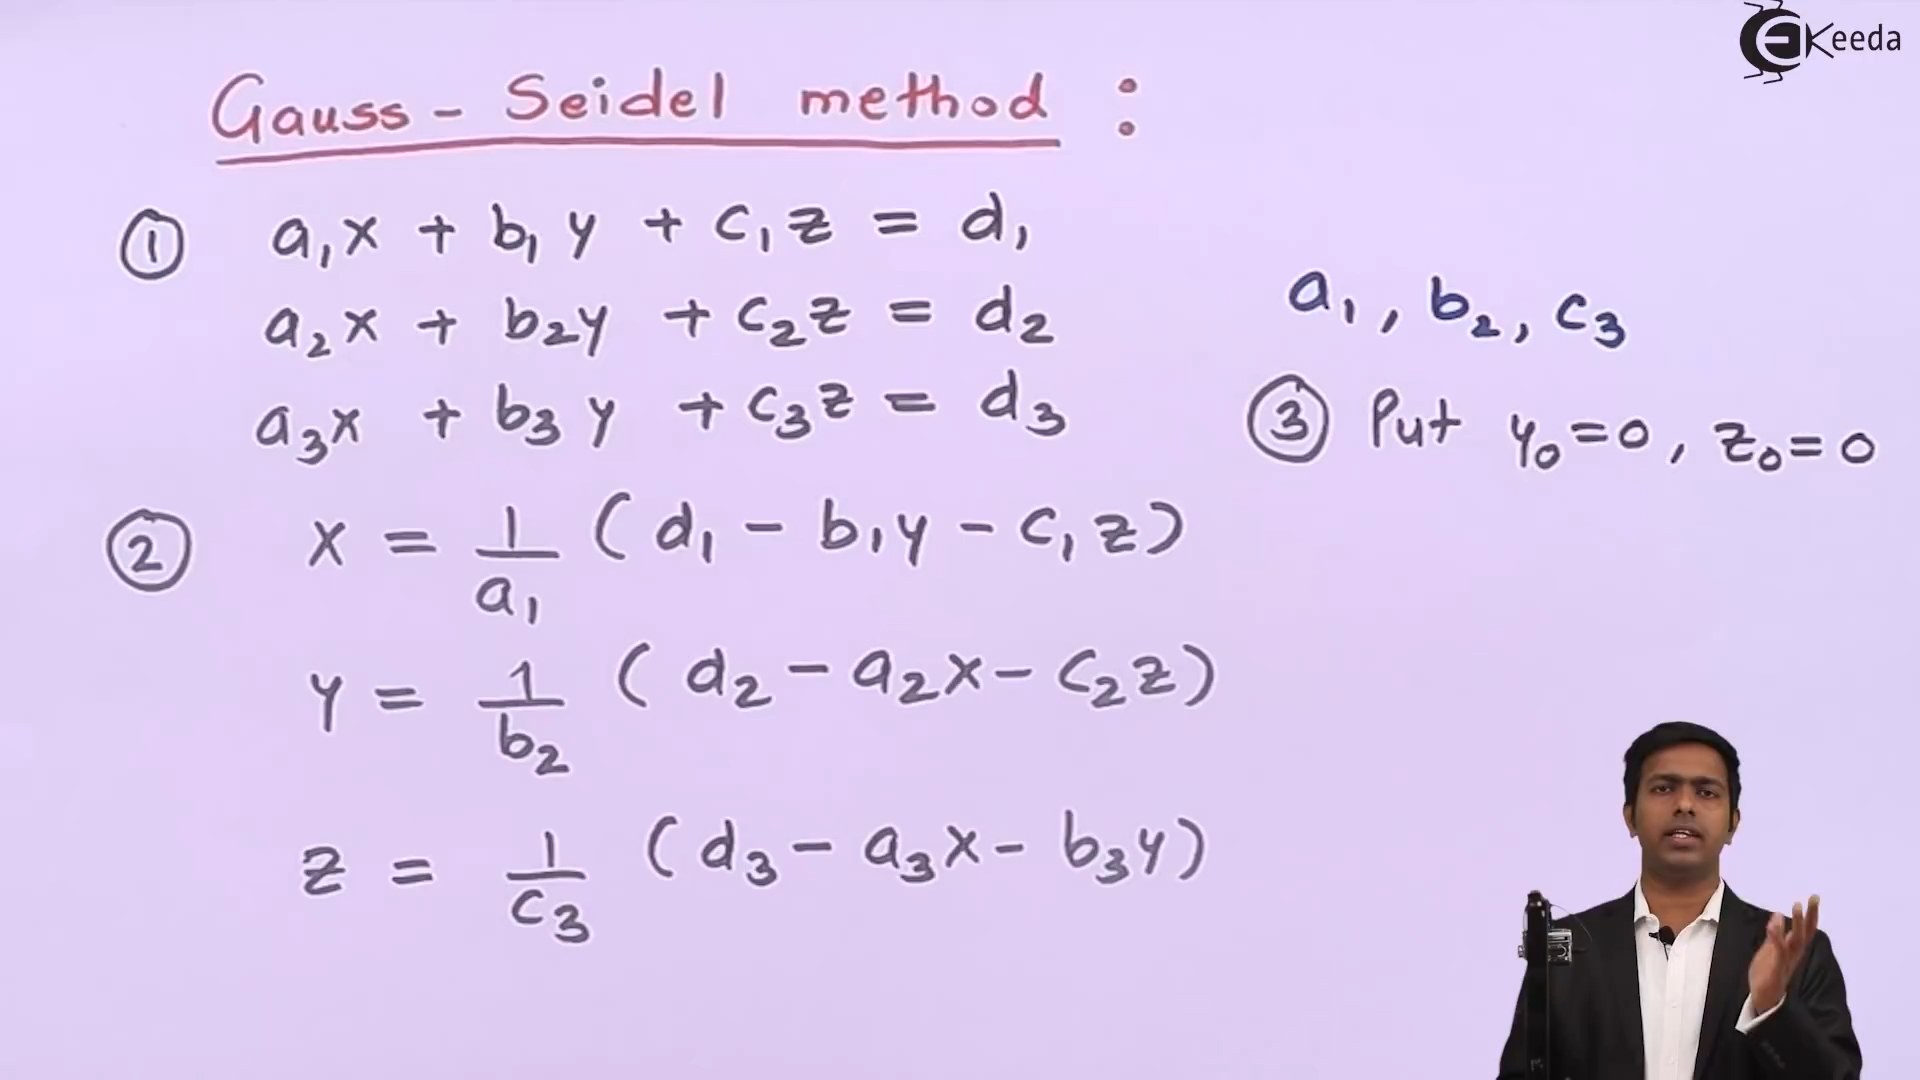 EKeeda
Gauss - Seidel method :
① a₁x + b₁y + c₁z = d₁
a₂x + b₂y + c₂z = d₂
a₃x + b₃y + c₃z = d₃
② x = 1/a₁ (d₁ - b₁y - c₁z)
y = 1/b₂ (d₂ - a₂x - c₂z)
z = 1/c₃ (d₃ - a₃x - b₃y)
a₁, b₂, c₃
③ Put y₀=0, z₀=0